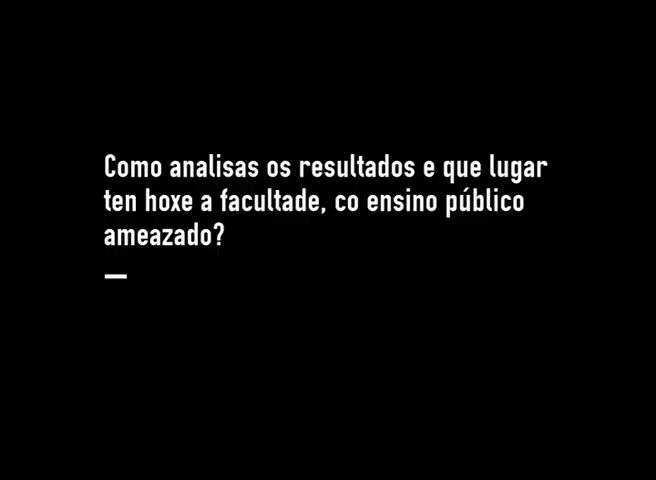 Como analisas os resultados e que lugar
ten hoxe a facultade, co ensino público
ameazado?